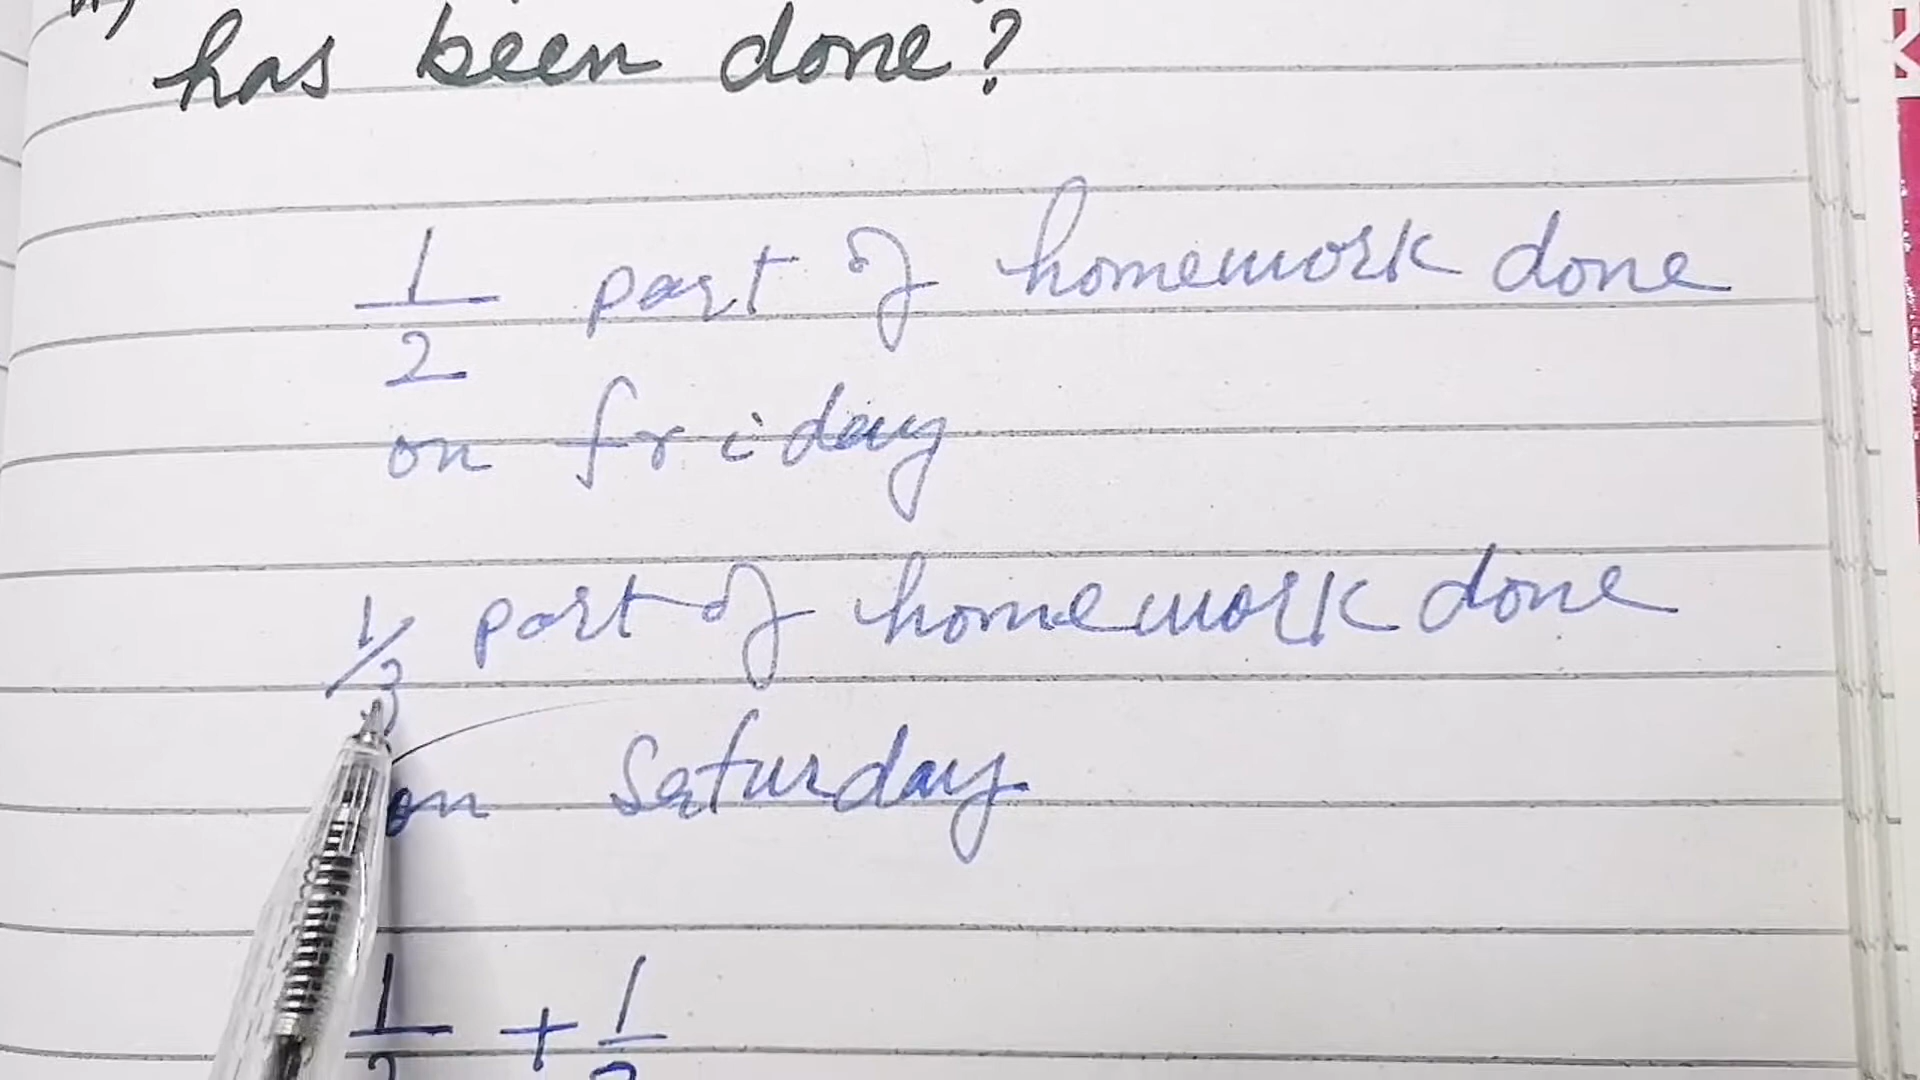 has been done?
1/2 part of homework done
on friday
1/3 part of homework done
on Saturday
1/2 + 1/3